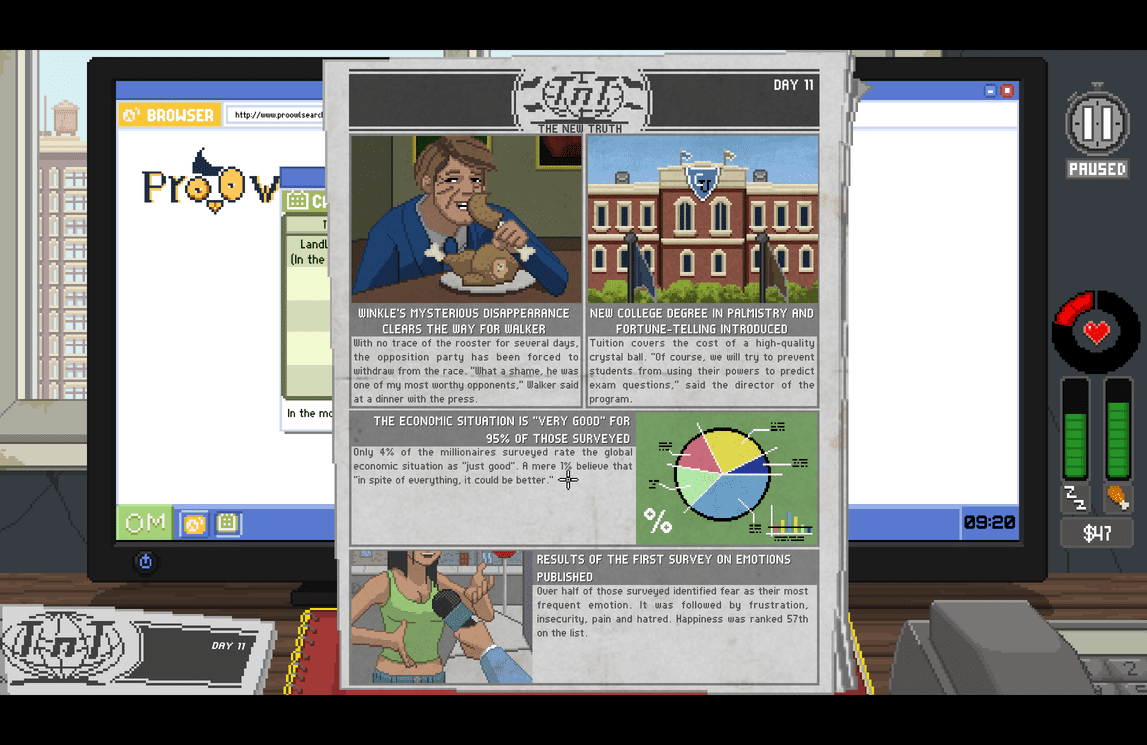 BROWSER
http://www.proowlsearc
ProOw
Landl
(In the
In the mo
OM
09:20
TnT
THE NEW TRUTH
DAY 11
WINKLE'S MYSTERIOUS DISAPPEARANCE
CLEARS THE WAY FOR WALKER
With no trace of the rooster for several days,
the opposition party has been forced to
withdraw from the race. "What a shame, he was
one of my most worthy opponents," Walker said
at a dinner with the press.
NEW COLLEGE DEGREE IN PALMISTRY AND
FORTUNE-TELLING INTRODUCED
Tuition covers the cost of a high-quality
crystal ball. "Of course, we will try to prevent
students from using their powers to predict
exam questions," said the director of the
program.
THE ECONOMIC SITUATION IS "VERY GOOD" FOR
95% OF THOSE SURVEYED
Only 4% of the millionaires surveyed rate the global
economic situation as "just good". A mere 1% believe that
"in spite of everything, it could be better."
%
RESULTS OF THE FIRST SURVEY ON EMOTIONS
PUBLISHED
Over half of those surveyed identified fear as their most
frequent emotion. It was followed by frustration,
insecurity, pain and hatred. Happiness was ranked 57th
on the list.
PAUSED
$47
TnT
DAY 11